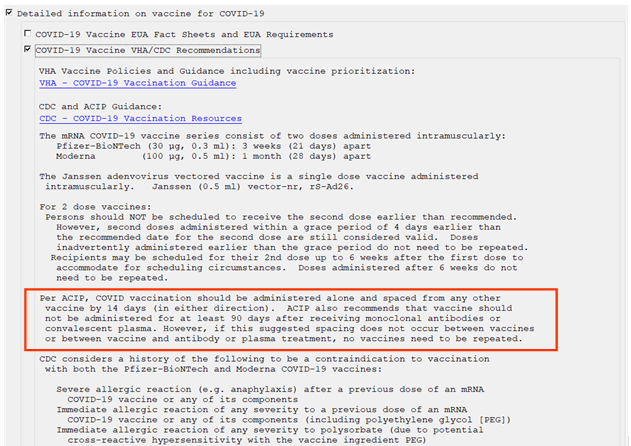 Detailed information on vaccine for COVID-19
COVID-19 Vaccine EUA Fact Sheets and EUA Requirements
COVID-19 Vaccine VHA/CDC Recommendations
VHA Vaccine Policies and Guidance including vaccine prioritization:
VHA - COVID-19 Vaccination Guidance
CDC and ACIP Guidance:
CDC - COVID-19 Vaccination Resources
The mRNA COVID-19 vaccine series consist of two doses administered intramuscularly:
Pfizer-BioNTech (30 µg, 0.3 ml): 3 weeks (21 days) apart
Moderna (100 µg, 0.5 ml): 1 month (28 days) apart
The Janssen adenvovirus vectored vaccine is a single dose vaccine administered
intramuscularly. Janssen (0.5 ml) vector-nr, rS-Ad26.
For 2 dose vaccines:
Persons should NOT be scheduled to receive the second dose earlier than recommended.
However, second doses administered within a grace period of 4 days earlier than
the recommended date for the second dose are still considered valid. Doses
inadvertently administered earlier than the grace period do not need to be repeated.
Recipients may be scheduled for their 2nd dose up to 6 weeks after the first dose to
accommodate for scheduling circumstances. Doses administered after 6 weeks do not
need to be repeated.
Per ACIP, COVID vaccination should be administered alone and spaced from any other
vaccine by 14 days (in either direction). ACIP also recommends that vaccine should
not be administered for at least 90 days after receiving monoclonal antibodies or
convalescent plasma. However, if this suggested spacing does not occur between vaccines
or between vaccine and antibody or plasma treatment, no vaccines need to be repeated.
CDC considers a history of the following to be a contraindication to vaccination
with both the Pfizer-BioNTech and Moderna COVID-19 vaccines:
Severe allergic reaction (e.g. anaphylaxis) after a previous dose of an mRNA
COVID-19 vaccine or any of its components
Immediate allergic reaction of any severity to a previous dose of an mRNA
COVID-19 vaccine or any of its components (including polyethylene glycol [PEG])
Immediate allergic reaction of any severity to polysorbate (due to potential
cross-reactive hypersensitivity with the vaccine ingredient PEG)